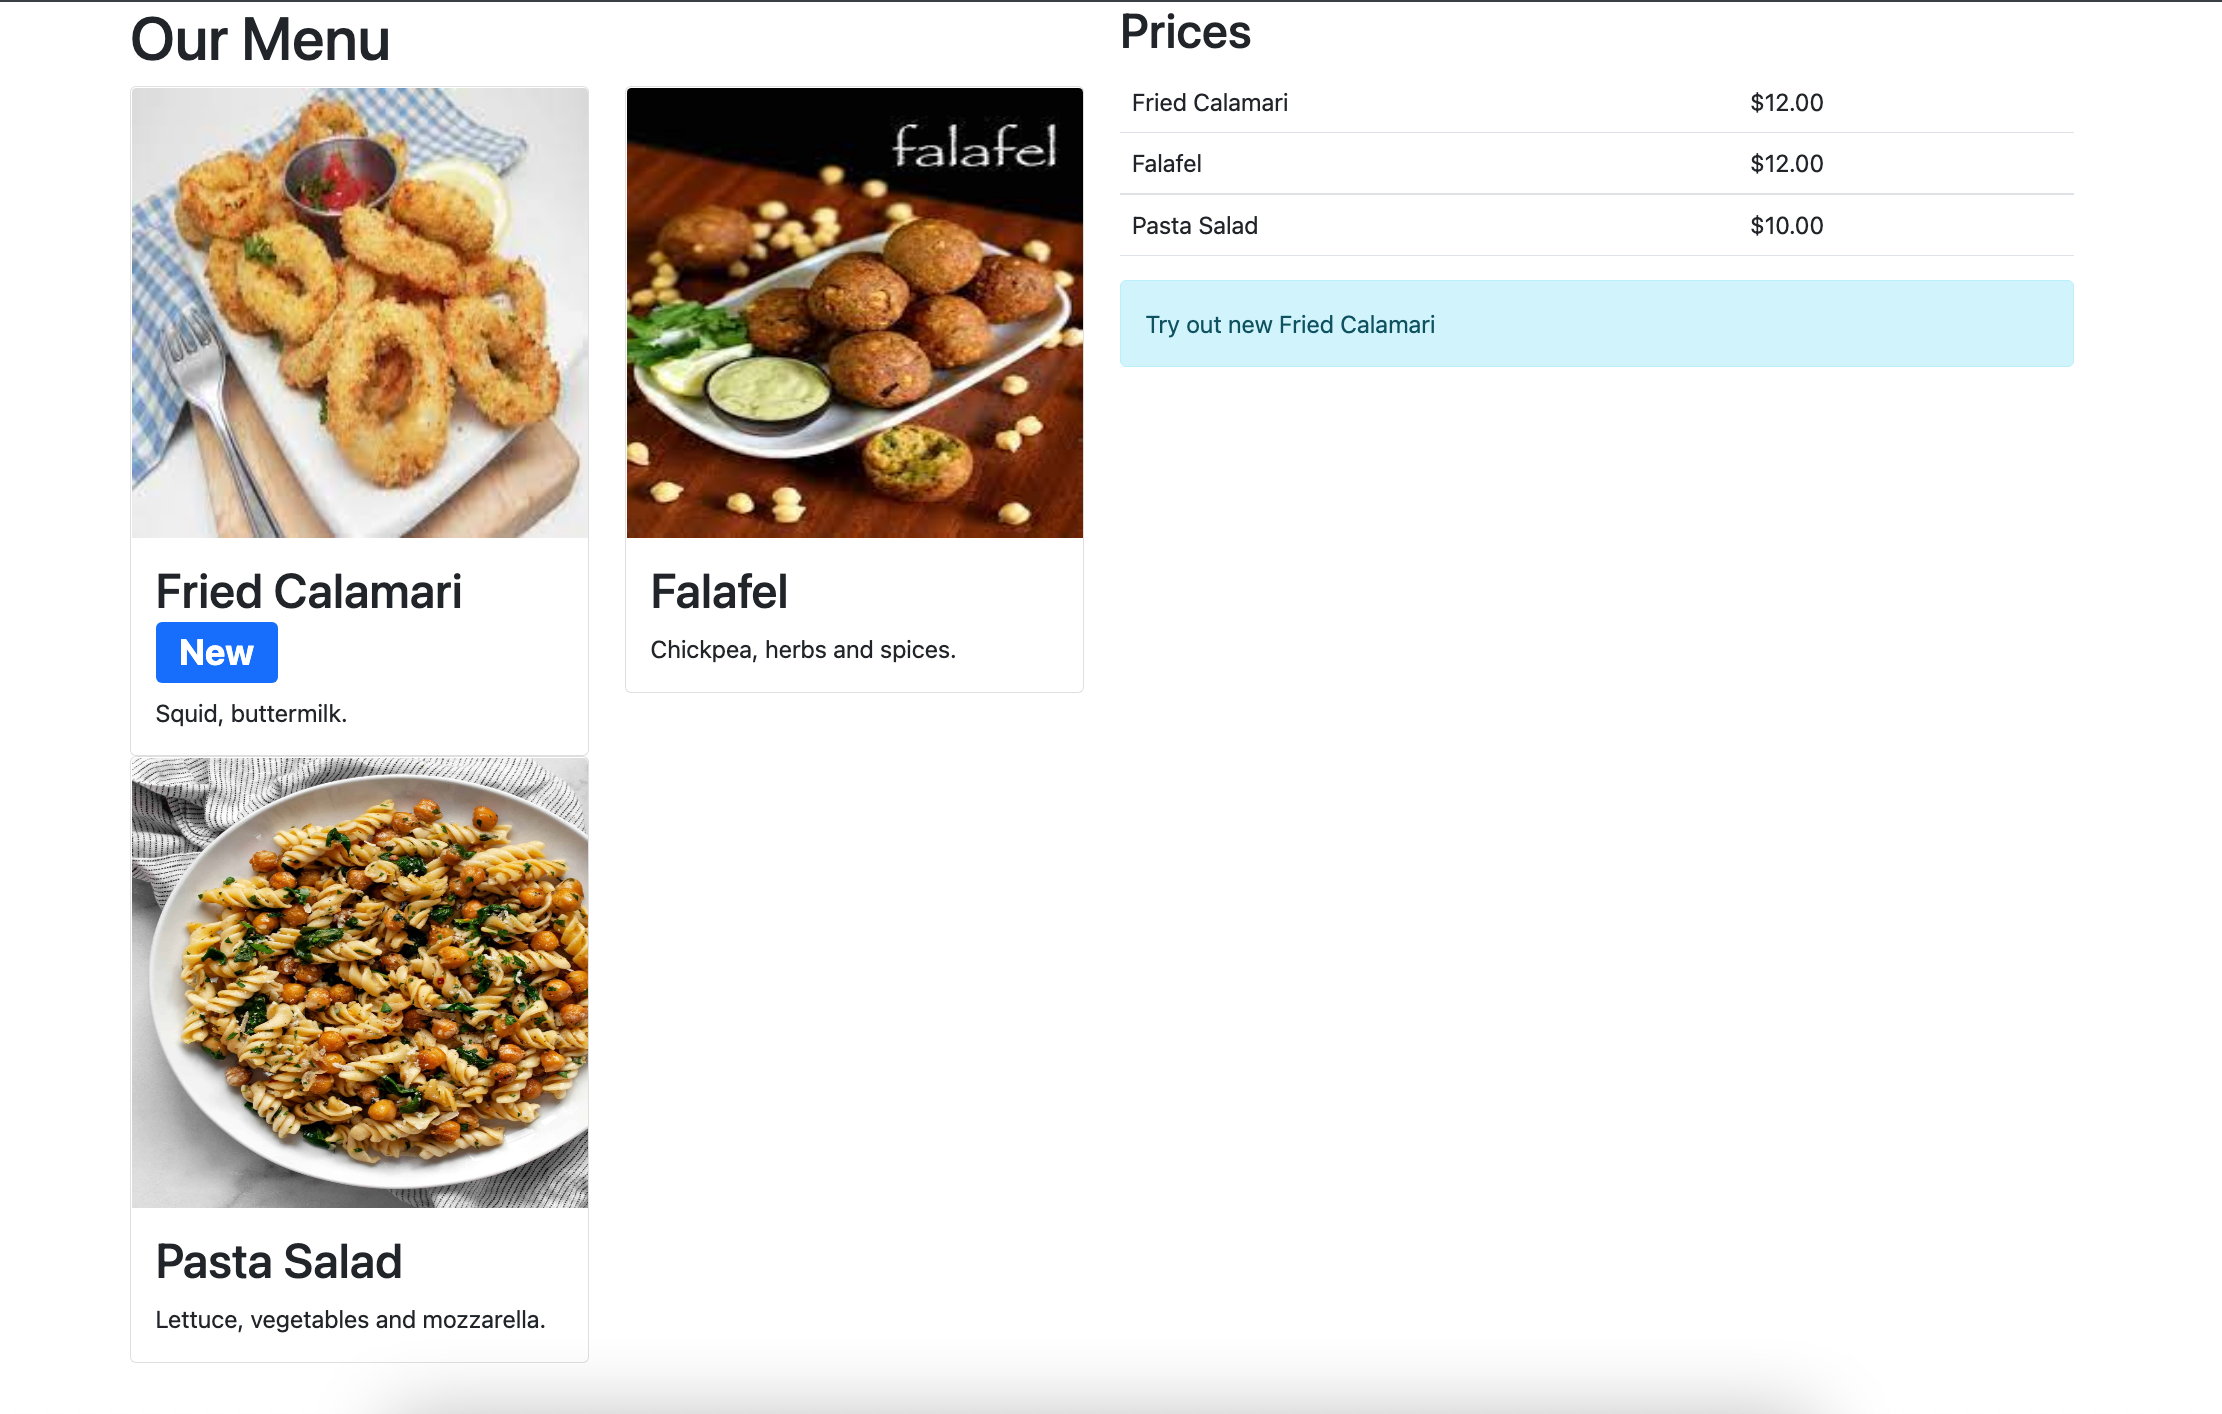 Our Menu
falafel
Fried Calamari
New
Squid, buttermilk.
Falafel
Chickpea, herbs and spices.
Pasta Salad
Lettuce, vegetables and mozzarella.
Prices
Fried Calamari $12.00
Falafel $12.00
Pasta Salad $10.00
Try out new Fried Calamari